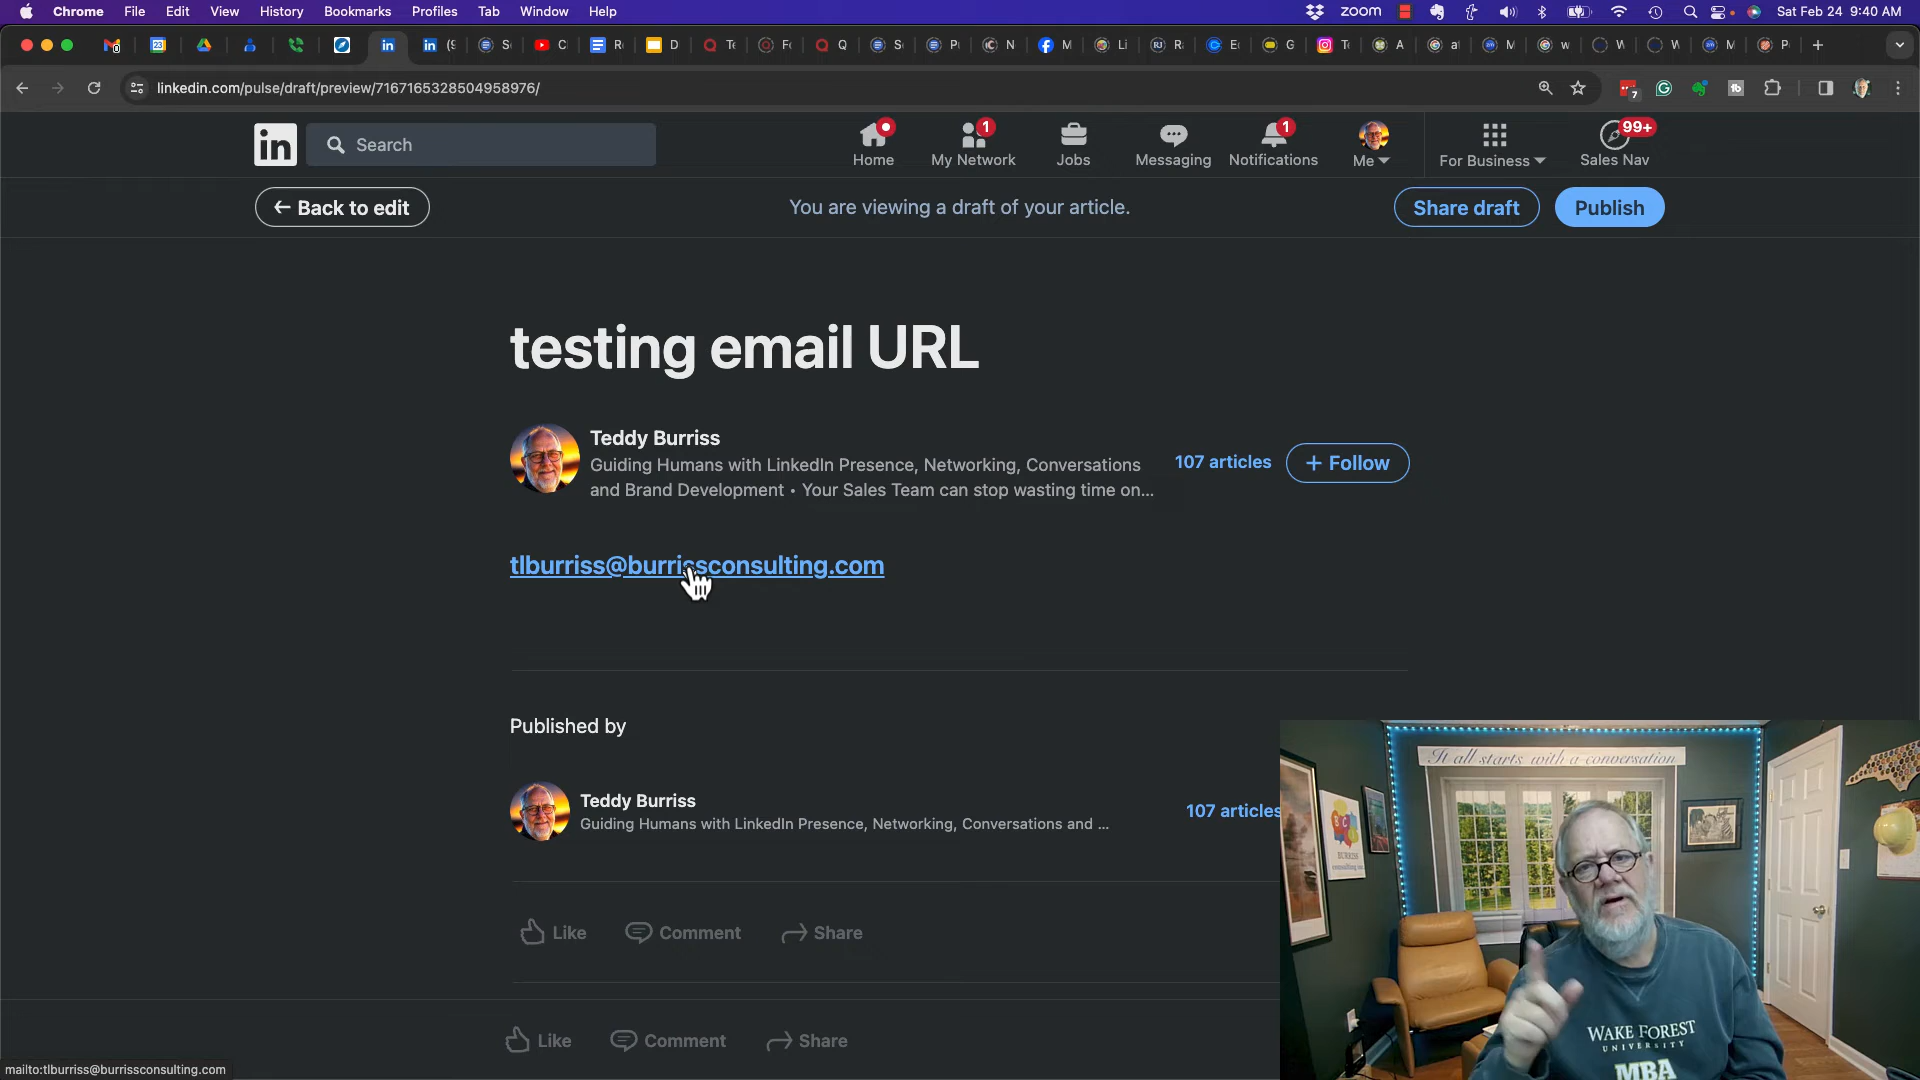 Chrome File Edit View History Bookmarks Profiles Tab Window Help zoom Sat Feb 24 9:40 AM
linkedin.com/pulse/draft/preview/7167165328504958976/
7
in Search
1 1 99+
Home My Network Jobs Messaging Notifications Me For Business Sales Nav
Back to edit You are viewing a draft of your article. Share draft Publish
testing email URL
Teddy Burriss
Guiding Humans with LinkedIn Presence, Networking, Conversations
and Brand Development • Your Sales Team can stop wasting time on...
107 articles + Follow
tlburriss@burrissconsulting.com
Published by
Teddy Burriss
Guiding Humans with LinkedIn Presence, Networking, Conversations and ...
107 articles
It all starts with a conversation
BURRISS
WAKE FOREST
UNIVERSITY
MBA
Like Comment Share
Like Comment Share
mailto:tlburriss@burrissconsulting.com